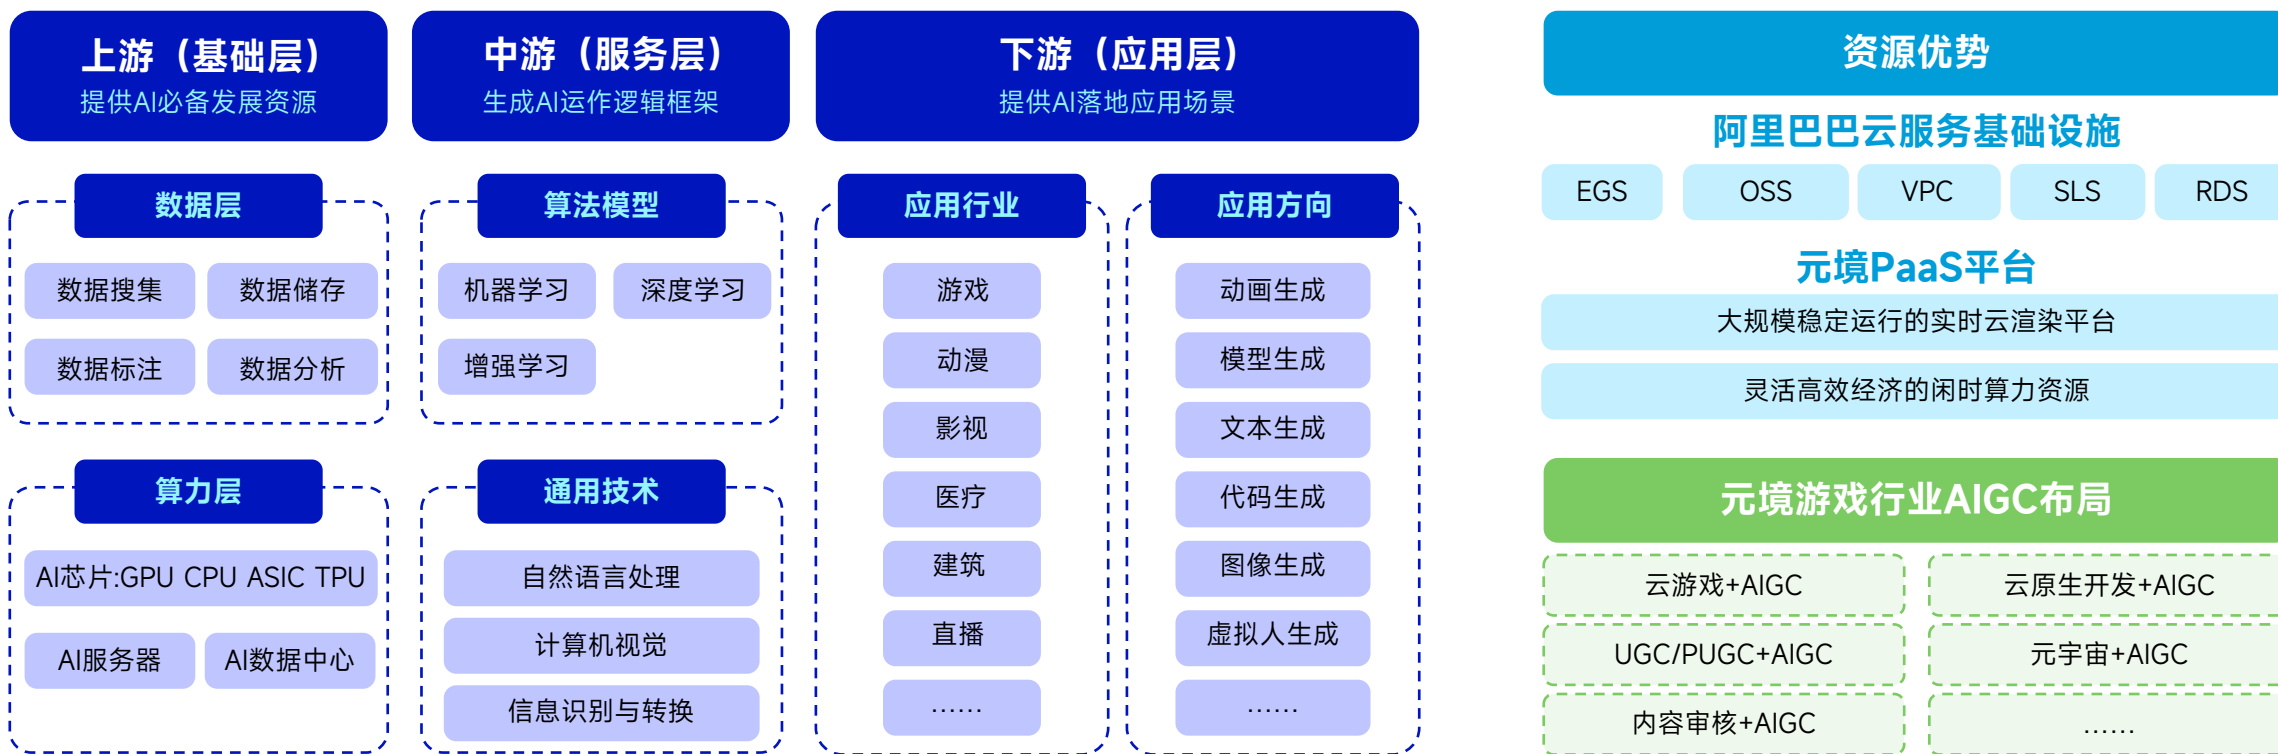 上游（基础层）
提供AI必备发展资源
数据层
数据搜集
数据储存
数据标注
数据分析
算力层
AI芯片:GPU CPU ASIC TPU
AI服务器
AI数据中心
中游（服务层）
生成AI运作逻辑框架
算法模型
机器学习
深度学习
增强学习
通用技术
自然语言处理
计算机视觉
信息识别与转换
下游（应用层）
提供AI落地应用场景
应用行业
游戏
动漫
影视
医疗
建筑
直播
……
应用方向
动画生成
模型生成
文本生成
代码生成
图像生成
虚拟人生成
……
资源优势
阿里巴巴云服务基础设施
EGS
OSS
VPC
SLS
RDS
元境PaaS平台
大规模稳定运行的实时云渲染平台
灵活高效经济的闲时算力资源
元境游戏行业AIGC布局
云游戏+AIGC
云原生开发+AIGC
UGC/PUGC+AIGC
元宇宙+AIGC
内容审核+AIGC
……